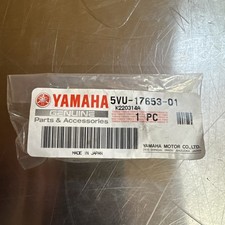 YAMAHA
GENUINE
Parts & Accessories
5VU-17653-01
K220314A
1 PC
MADE IN JAPAN
YAMAHA MOTOR CO.,LTD.